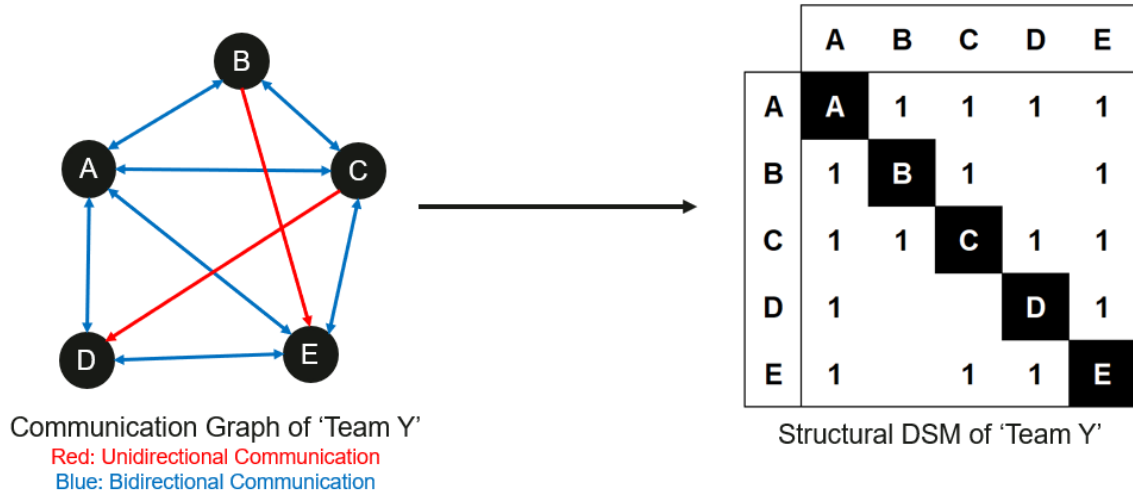 B
A
C
D
E
Communication Graph of ‘Team Y’
Red: Unidirectional Communication
Blue: Bidirectional Communication
A B C D E
A A 1 1 1 1
B 1 B 1 1
C 1 1 C 1 1
D 1 D 1
E 1 1 1 E
Structural DSM of ‘Team Y’